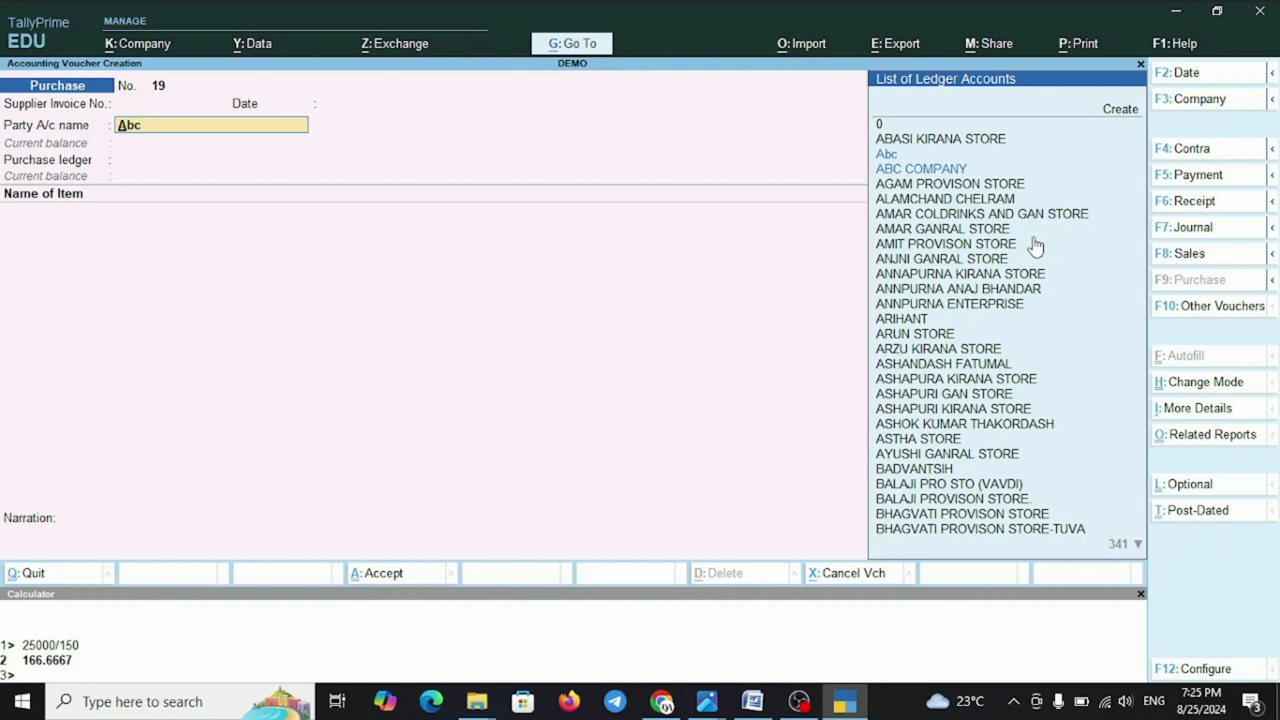 TallyPrime
EDU
MANAGE
K: Company
Y: Data
Z: Exchange
G: Go To
O: Import
E: Export
M: Share
P: Print
F1: Help
Accounting Voucher Creation
DEMO
Purchase No. 19
Supplier Invoice No.: Date :
Party A/c name : Abc
Current balance :
Purchase ledger :
Current balance :
Name of Item
Narration:
List of Ledger Accounts
Create
0
ABASI KIRANA STORE
Abc
ABC COMPANY
AGAM PROVISON STORE
ALAMCHAND CHELRAM
AMAR COLDRINKS AND GAN STORE
AMAR GANRAL STORE
AMIT PROVISON STORE
ANJNI GANRAL STORE
ANNAPURNA KIRANA STORE
ANNPURNA ANAJ BHANDAR
ANNPURNA ENTERPRISE
ARIHANT
ARUN STORE
ARZU KIRANA STORE
ASHANDASH FATUMAL
ASHAPURA KIRANA STORE
ASHAPURI GAN STORE
ASHAPURI KIRANA STORE
ASHOK KUMAR THAKORDASH
ASTHA STORE
AYUSHI GANRAL STORE
BADVANTSIH
BALAJI PRO STO (VAVDI)
BALAJI PROVISON STORE.
BHAGVATI PROVISON STORE
BHAGVATI PROVISON STORE-TUVA
341 ▼
F2: Date
F3: Company
F4: Contra
F5: Payment
F6: Receipt
F7: Journal
F8: Sales
F9: Purchase
F10: Other Vouchers
F: Autofill
H: Change Mode
I: More Details
O: Related Reports
L: Optional
T: Post-Dated
F12: Configure
Q: Quit
A: Accept
D: Delete
X: Cancel Vch
Calculator
1> 25000/150
2 166.6667
3>
Type here to search
23°C
ENG
7:25 PM
8/25/2024
3